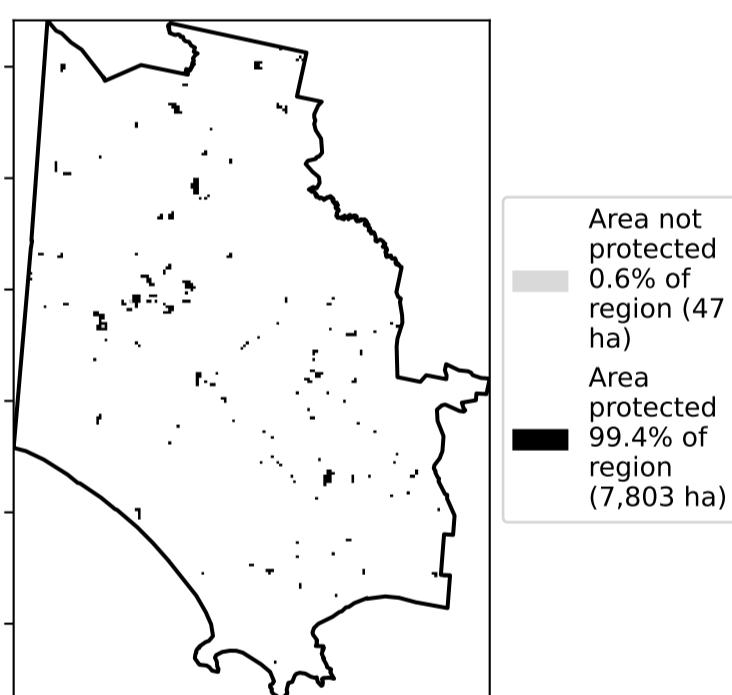 Area not
protected
0.6% of
region (47
ha)
Area
protected
99.4% of
region
(7,803 ha)